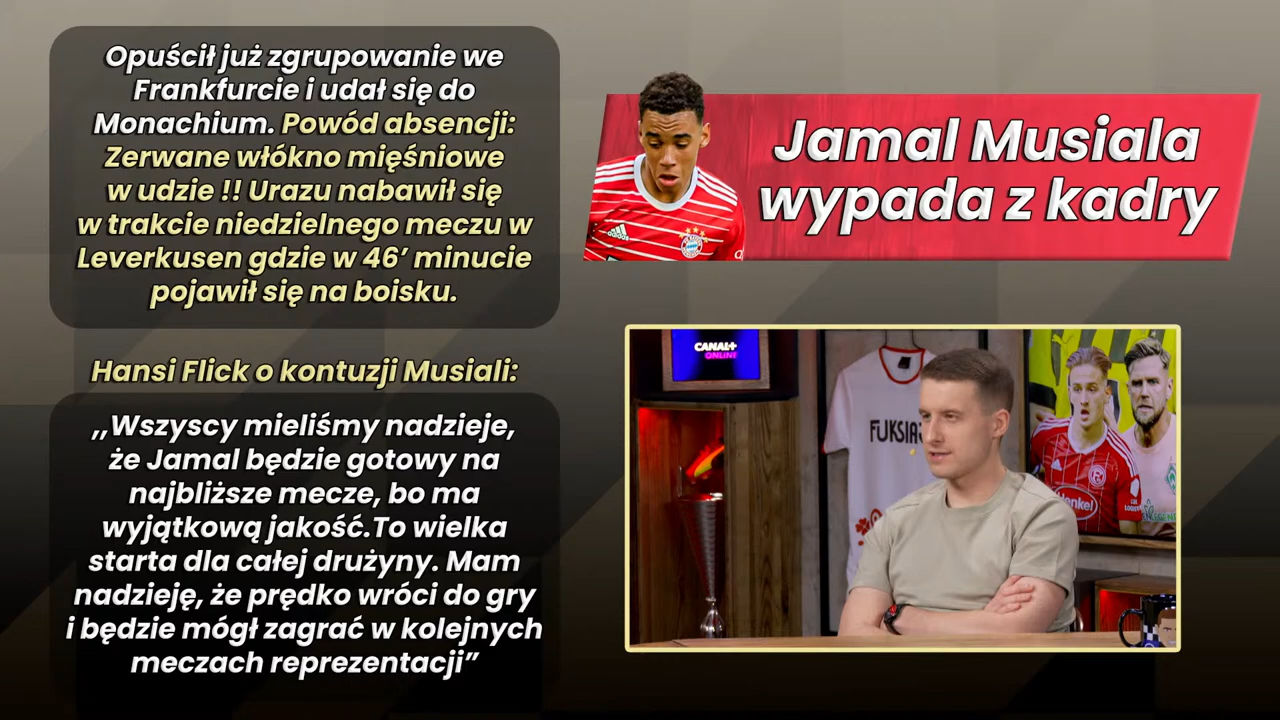 Opuścił już zgrupowanie we
Frankfurcie i udał się do
Monachium. Powód absencji:
Zerwane włókno mięśniowe
w udzie !! Urazu nabawił się
w trakcie niedzielnego meczu w
Leverkusen gdzie w 46’ minucie
pojawił się na boisku.
Hansi Flick o kontuzji Musiali:
,,Wszyscy mieliśmy nadzieje,
że Jamal będzie gotowy na
najbliższe mecze, bo ma
wyjątkową jakość.To wielka
starta dla całej drużyny. Mam
nadzieję, że prędko wróci do gry
i będzie mógł zagrać w kolejnych
meczach reprezentacji”
Jamal Musiala
wypada z kadry
CANAL+
ONLINE
Henkel